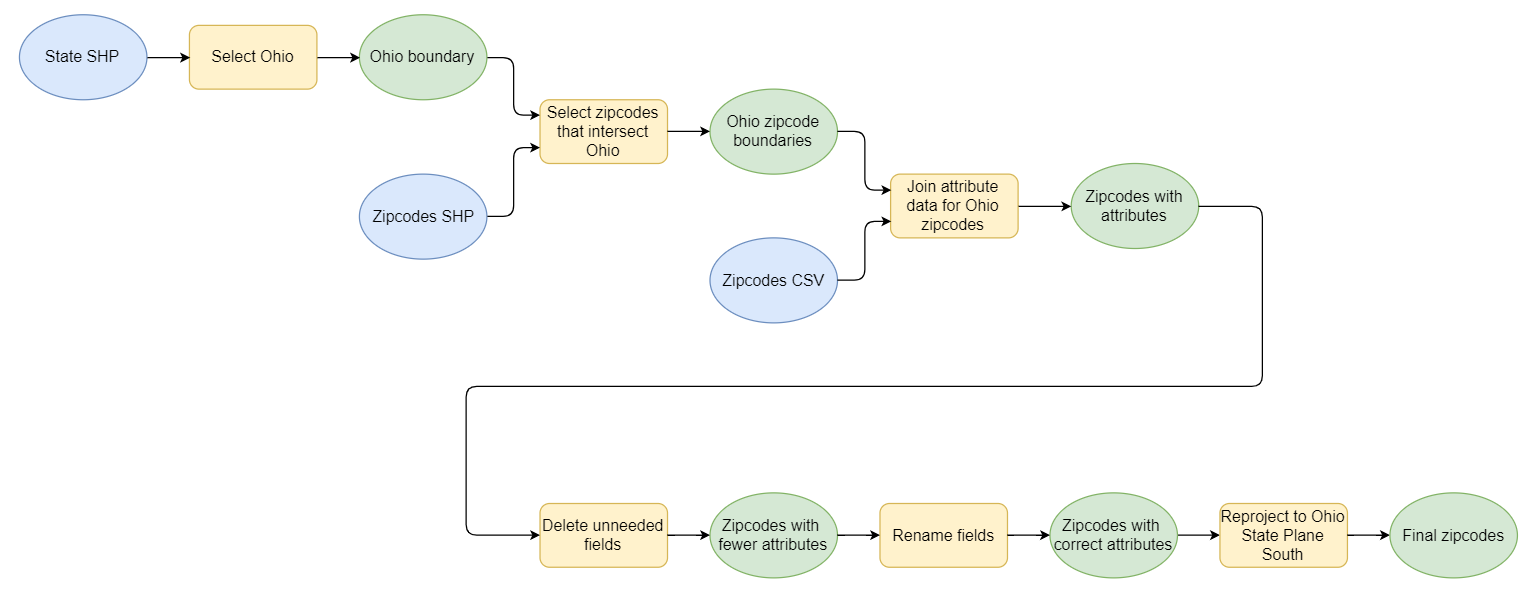 State SHP
Select Ohio
Ohio boundary
Select zipcodes
that intersect
Ohio
Zipcodes SHP
Ohio zipcode
boundaries
Join attribute
data for Ohio
zipcodes
Zipcodes CSV
Zipcodes with
attributes
Delete unneeded
fields
Zipcodes with
fewer attributes
Rename fields
Zipcodes with
correct attributes
Reproject to Ohio
State Plane
South
Final zipcodes